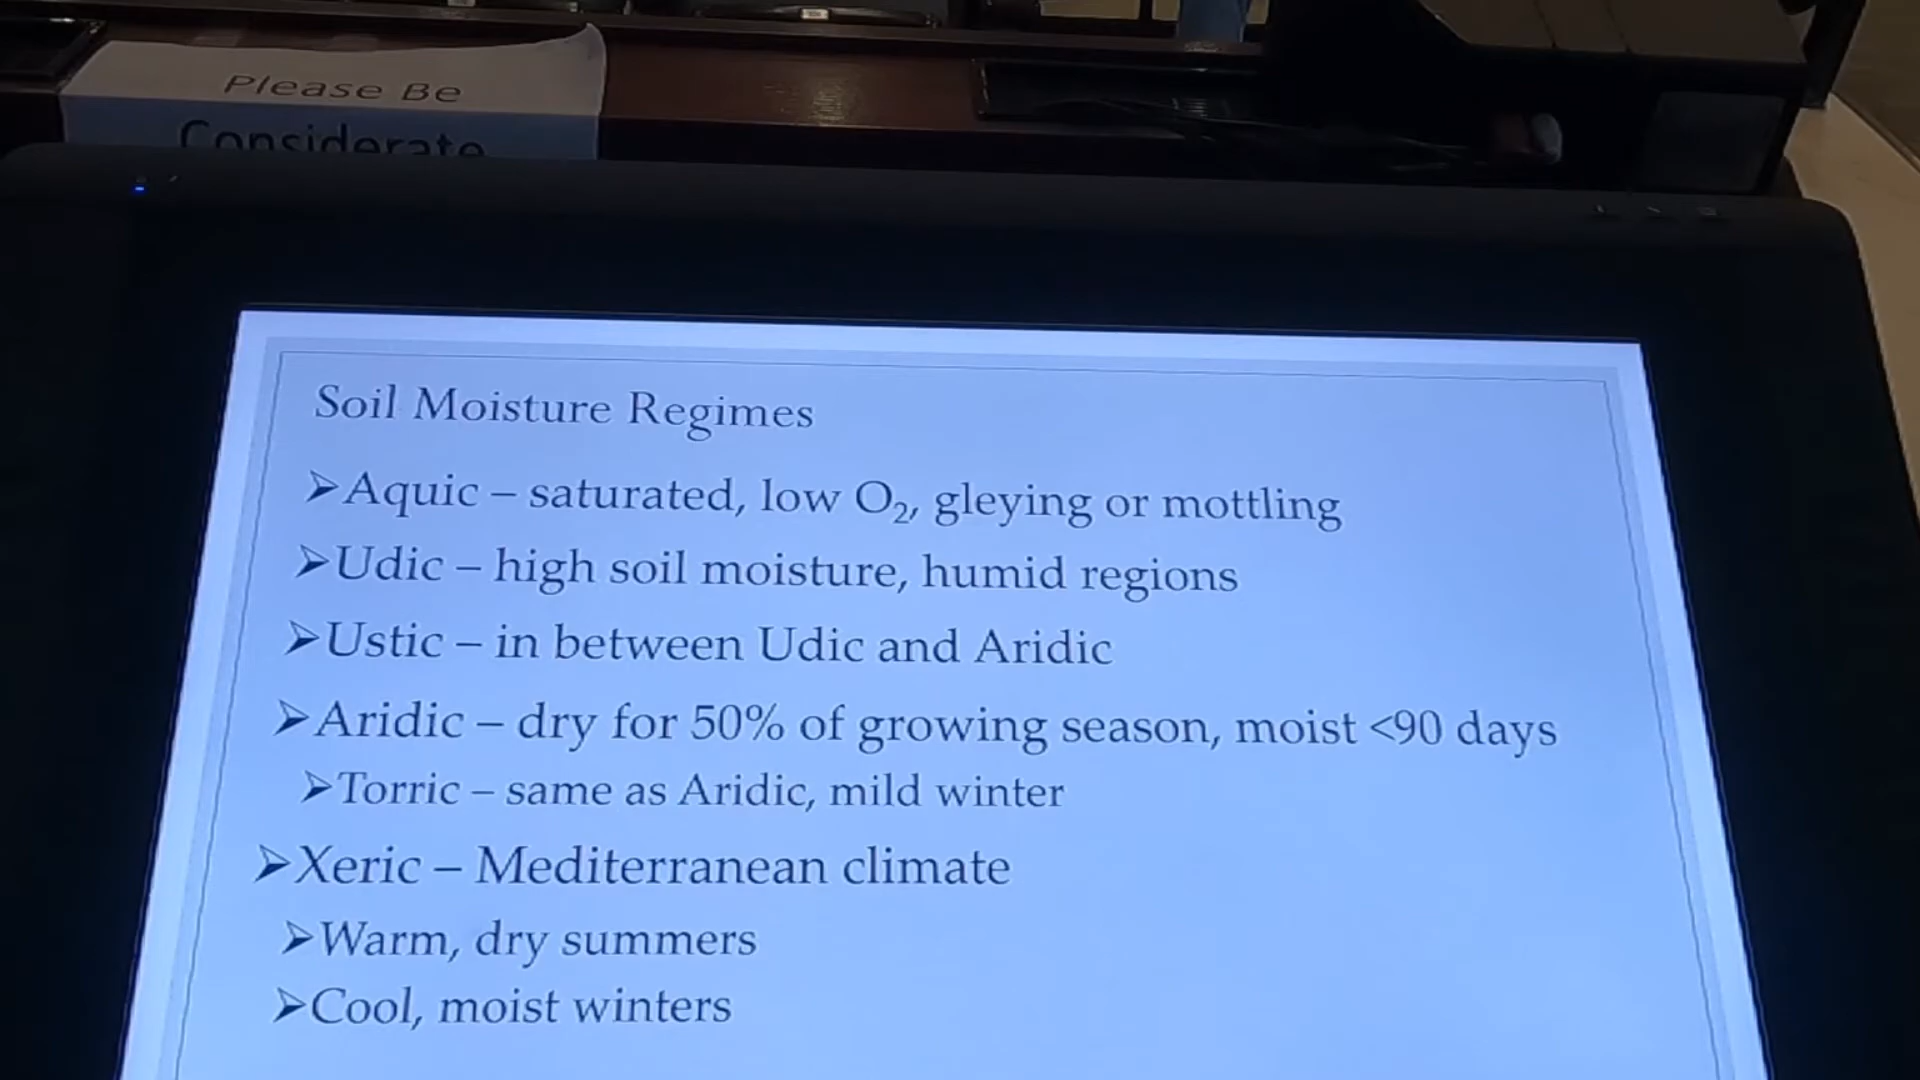 Please Be
Considerate
Soil Moisture Regimes
➢Aquic – saturated, low O₂, gleying or mottling
➢Udic – high soil moisture, humid regions
➢Ustic – in between Udic and Aridic
➢Aridic – dry for 50% of growing season, moist <90 days
➢Torric – same as Aridic, mild winter
➢Xeric – Mediterranean climate
➢Warm, dry summers
➢Cool, moist winters